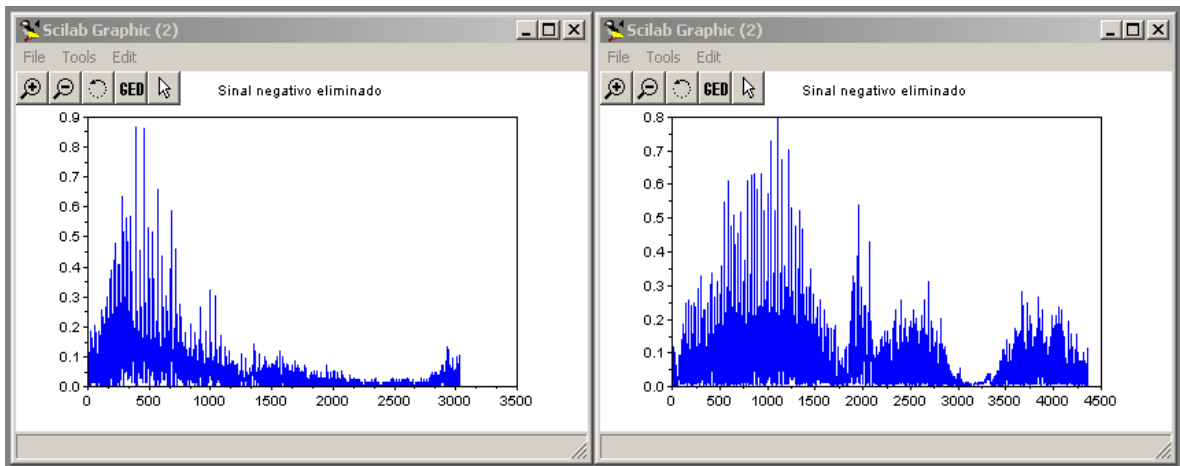 Scilab Graphic (2)
File Tools Edit
GED
Sinal negativo eliminado
0.9
0.8
0.7
0.6
0.5
0.4
0.3
0.2
0.1
0.0
0 500 1000 1500 2000 2500 3000 3500
Scilab Graphic (2)
File Tools Edit
GED
Sinal negativo eliminado
0.8
0.7
0.6
0.5
0.4
0.3
0.2
0.1
0.0
0 500 1000 1500 2000 2500 3000 3500 4000 4500